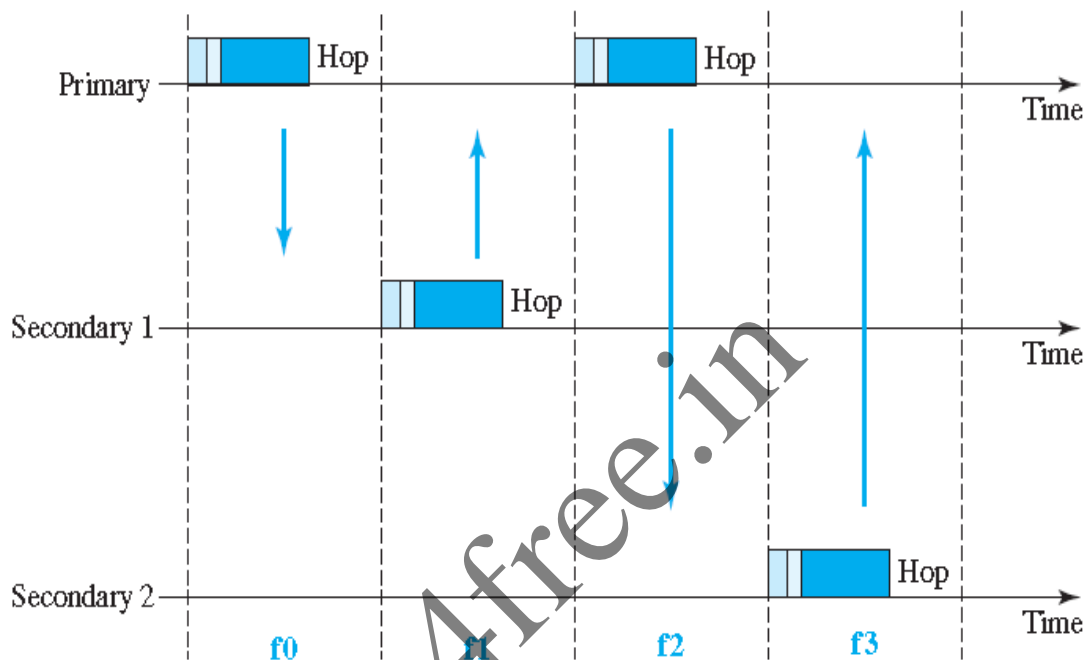 Hop
Hop
Primary
Time
Hop
Secondary 1
Time
Hop
Secondary 2
Time
f0
f1
f2
f3
4free.in